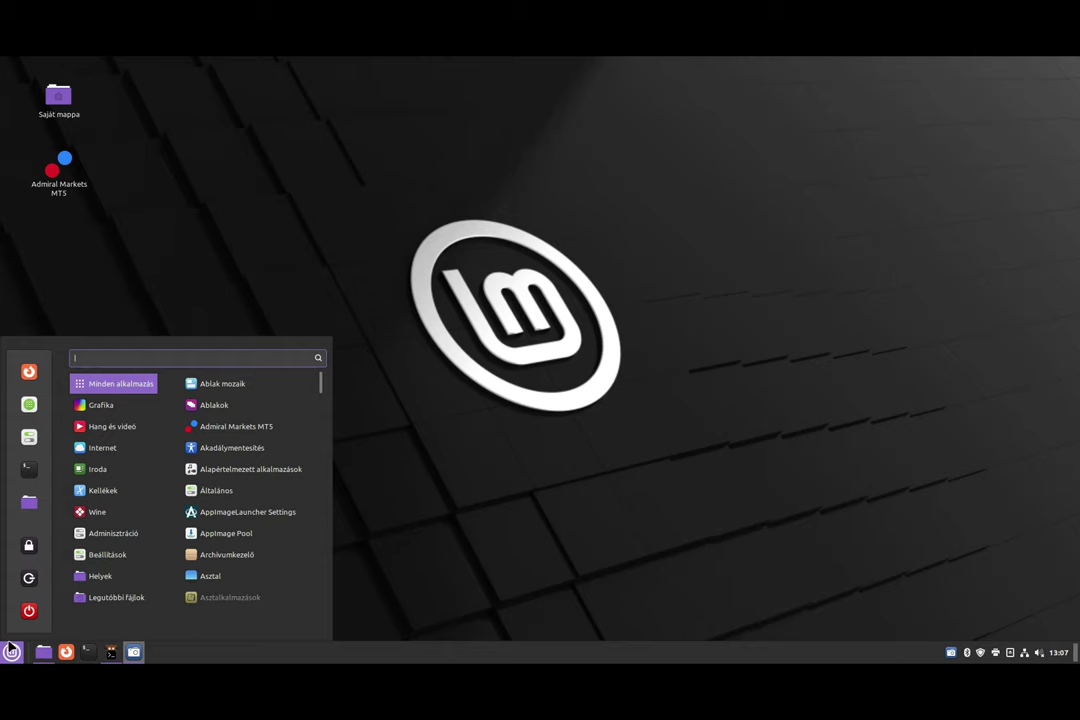 Saját mappa
Admiral Markets
MT5
Minden alkalmazás
Grafika
Hang és videó
Internet
Iroda
Kellékek
Wine
Adminisztráció
Beállítások
Helyek
Legutóbbi fájlok
Ablak mozaik
Ablakok
Admiral Markets MT5
Akadálymentesítés
Alapértelmezett alkalmazások
Általános
AppImageLauncher Settings
AppImage Pool
Archívumkezelő
Asztal
Asztalkalmazások
13:07